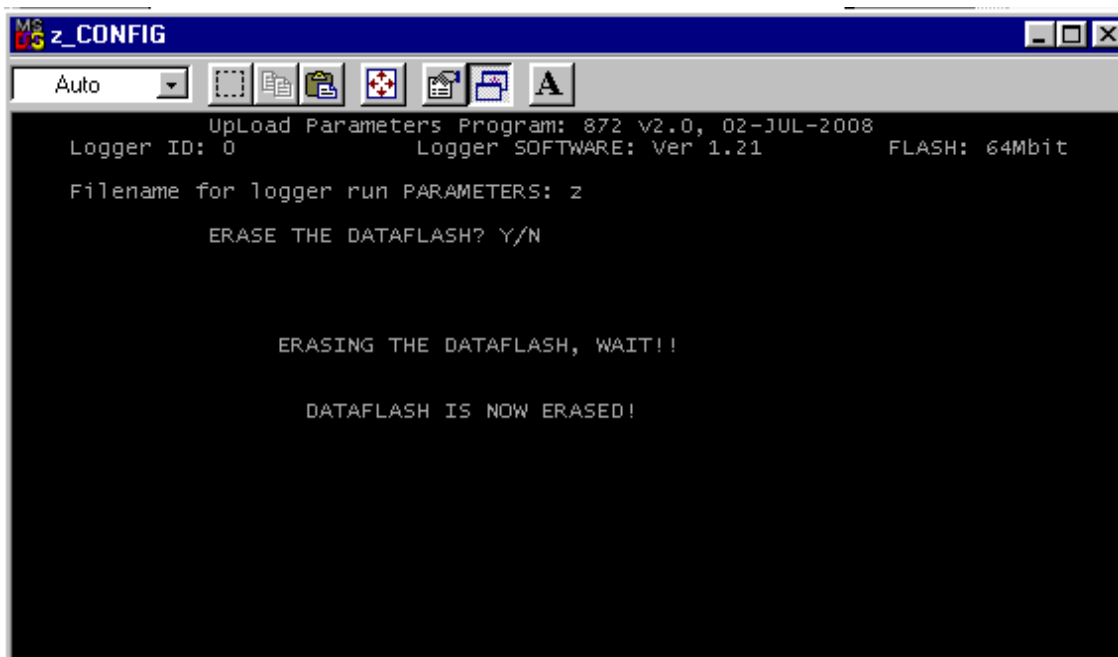 z_CONFIG
Auto
A
UpLoad Parameters Program: 872 v2.0, 02-JUL-2008
Logger ID: 0 Logger SOFTWARE: Ver 1.21 FLASH: 64Mbit
Filename for logger run PARAMETERS: z
ERASE THE DATAFLASH? Y/N
ERASING THE DATAFLASH, WAIT!!
DATAFLASH IS NOW ERASED!